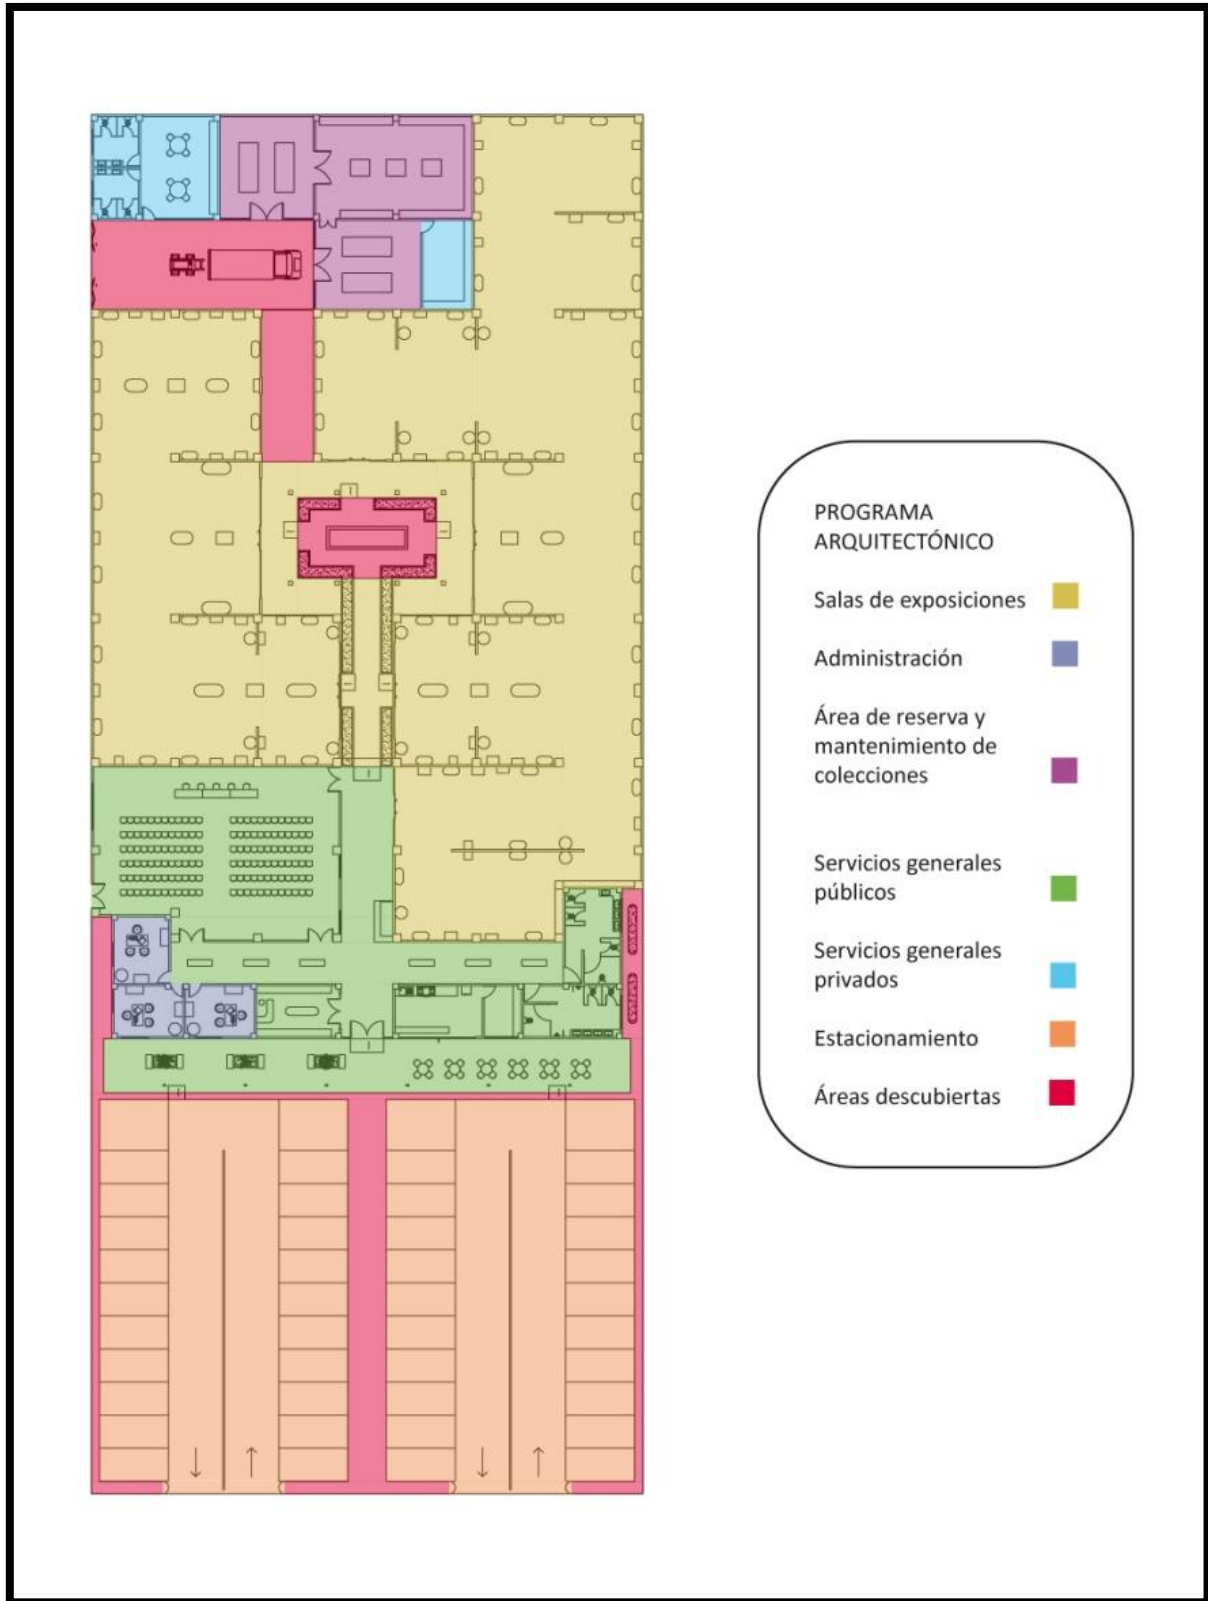 PROGRAMA
ARQUITECTÓNICO
Salas de exposiciones
Administración
Área de reserva y
mantenimiento de
colecciones
Servicios generales
públicos
Servicios generales
privados
Estacionamiento
Áreas descubiertas